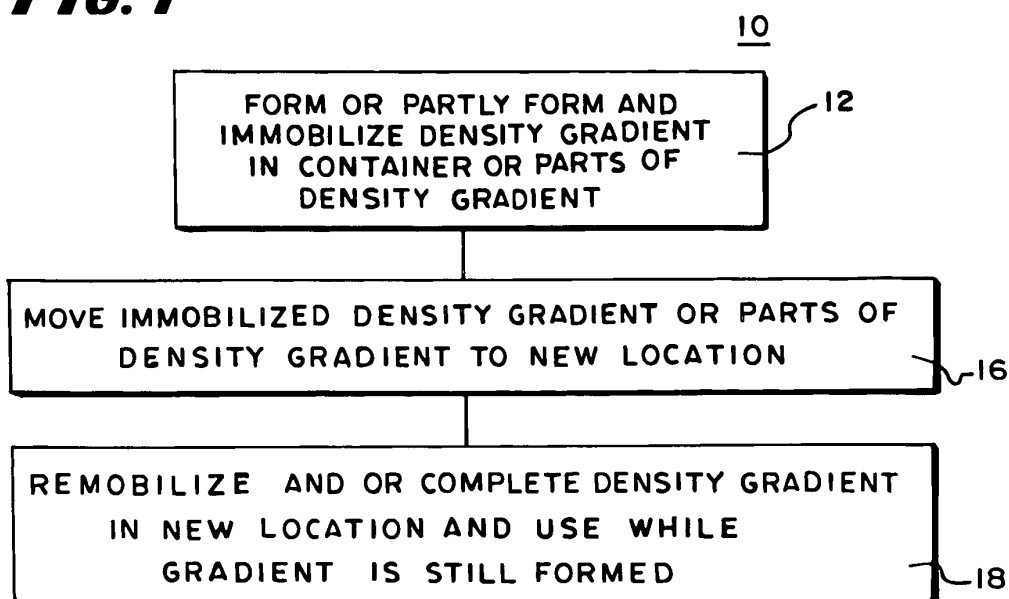 FIG. 1
10
FORM OR PARTLY FORM AND
IMMOBILIZE DENSITY GRADIENT
IN CONTAINER OR PARTS OF
DENSITY GRADIENT
12
MOVE IMMOBILIZED DENSITY GRADIENT OR PARTS OF
DENSITY GRADIENT TO NEW LOCATION
16
REMOBILIZE AND OR COMPLETE DENSITY GRADIENT
IN NEW LOCATION AND USE WHILE
GRADIENT IS STILL FORMED
18